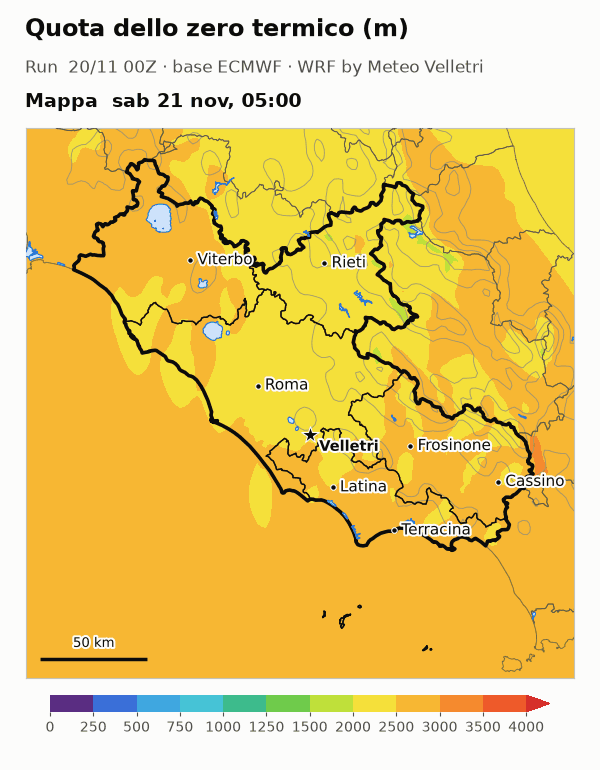 Quota dello zero termico (m)
Run  20/11 00Z · base ECMWF · WRF by Meteo Velletri
Mappa  sab 21 nov, 05:00
Viterbo
Rieti
Roma
Velletri
Frosinone
Cassino
Latina
Terracina
50 km
0 250 500 750 1000 1250 1500 2000 2500 3000 3500 4000